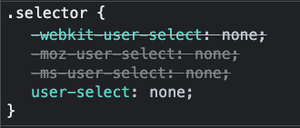 .selector {
-webkit-user-select: none;
-moz-user-select: none;
-ms-user-select: none;
user-select: none;
}